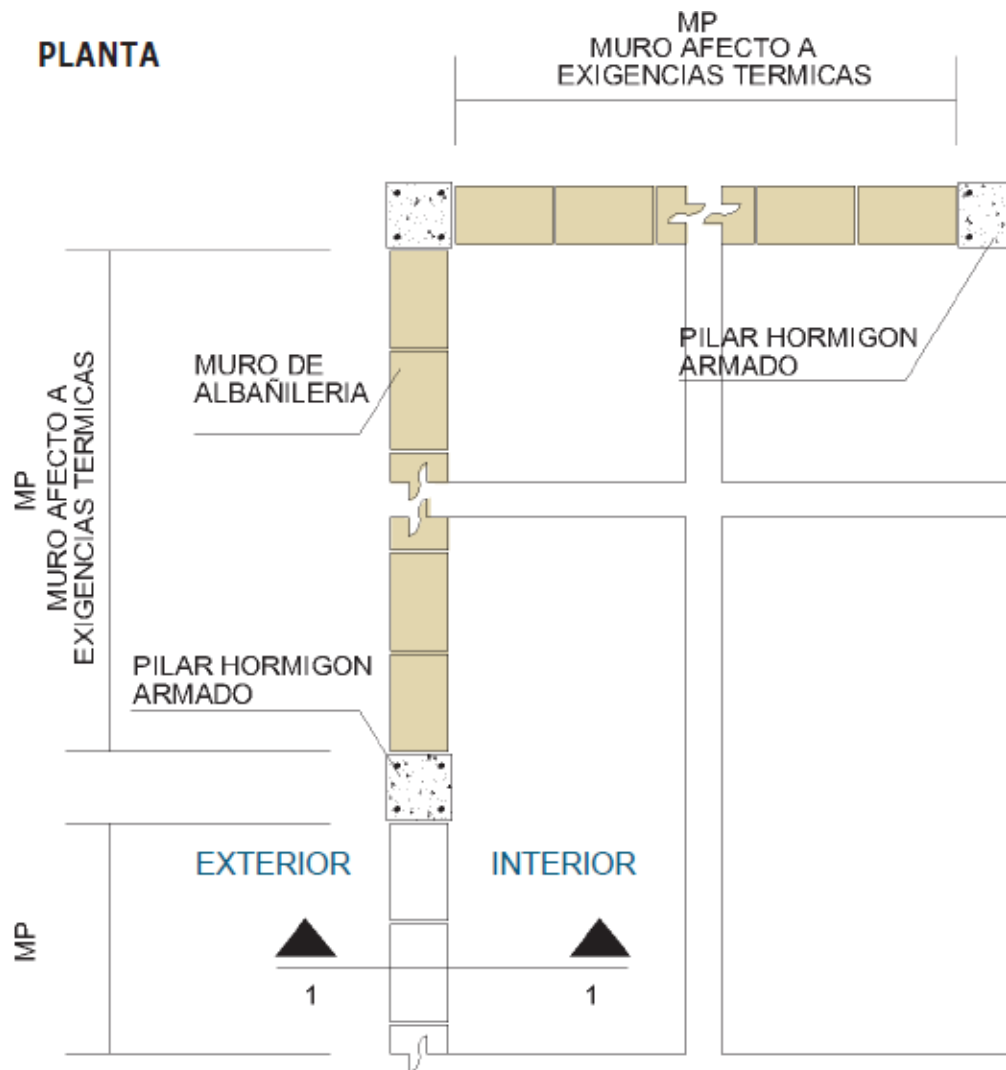 PLANTA
MP
MURO AFECTO A
EXIGENCIAS TERMICAS
PILAR HORMIGON
ARMADO
MURO DE
ALBAÑILERIA
MP
MURO AFECTO A
EXIGENCIAS TERMICAS
PILAR HORMIGON
ARMADO
EXTERIOR
INTERIOR
MP
1
1